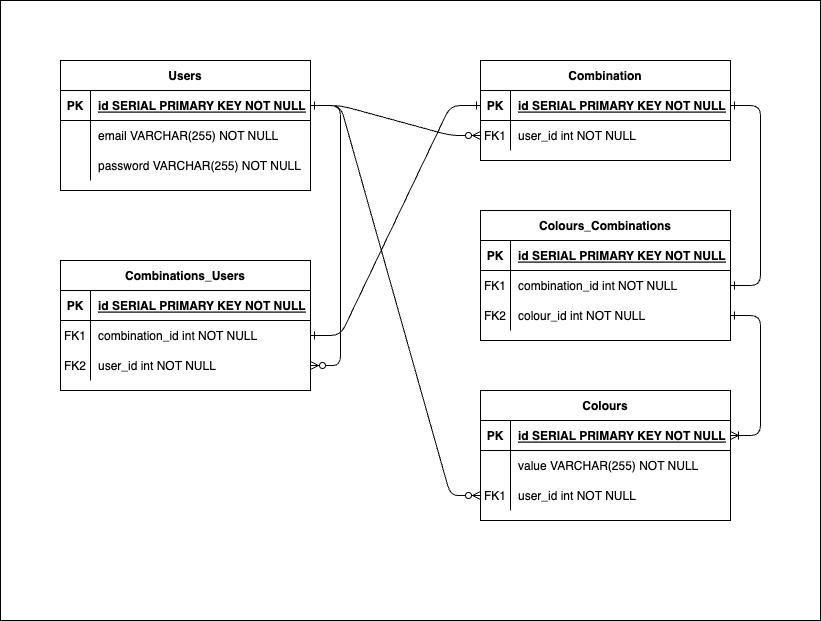 Users
PK id SERIAL PRIMARY KEY NOT NULL
email VARCHAR(255) NOT NULL
password VARCHAR(255) NOT NULL
Combinations_Users
PK id SERIAL PRIMARY KEY NOT NULL
FK1 combination_id int NOT NULL
FK2 user_id int NOT NULL
Combination
PK id SERIAL PRIMARY KEY NOT NULL
FK1 user_id int NOT NULL
Colours_Combinations
PK id SERIAL PRIMARY KEY NOT NULL
FK1 combination_id int NOT NULL
FK2 colour_id int NOT NULL
Colours
PK id SERIAL PRIMARY KEY NOT NULL
value VARCHAR(255) NOT NULL
FK1 user_id int NOT NULL